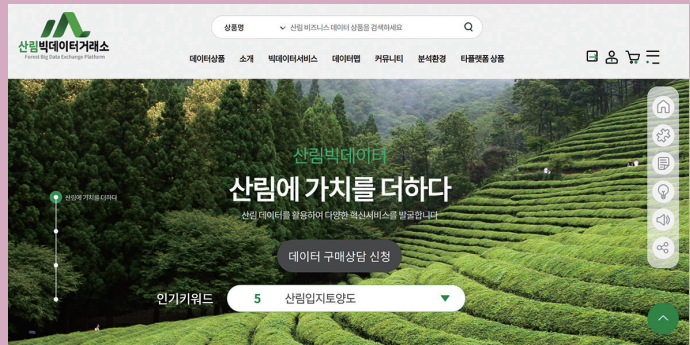 상품명
산림 비즈니스 데이터 상품을 검색하세요
산림빅데이터거래소
Forest Big Data Exchange Platform
데이터상품 소개 빅데이터서비스 데이터맵 커뮤니티 분석환경 타플랫폼 상품
산림빅데이터
산림에 가치를 더하다
산림에 가치를 더하다
산림 데이터를 활용하여 다양한 혁신서비스를 발굴합니다
데이터 구매상담 신청
인기키워드 5 산림입지토양도